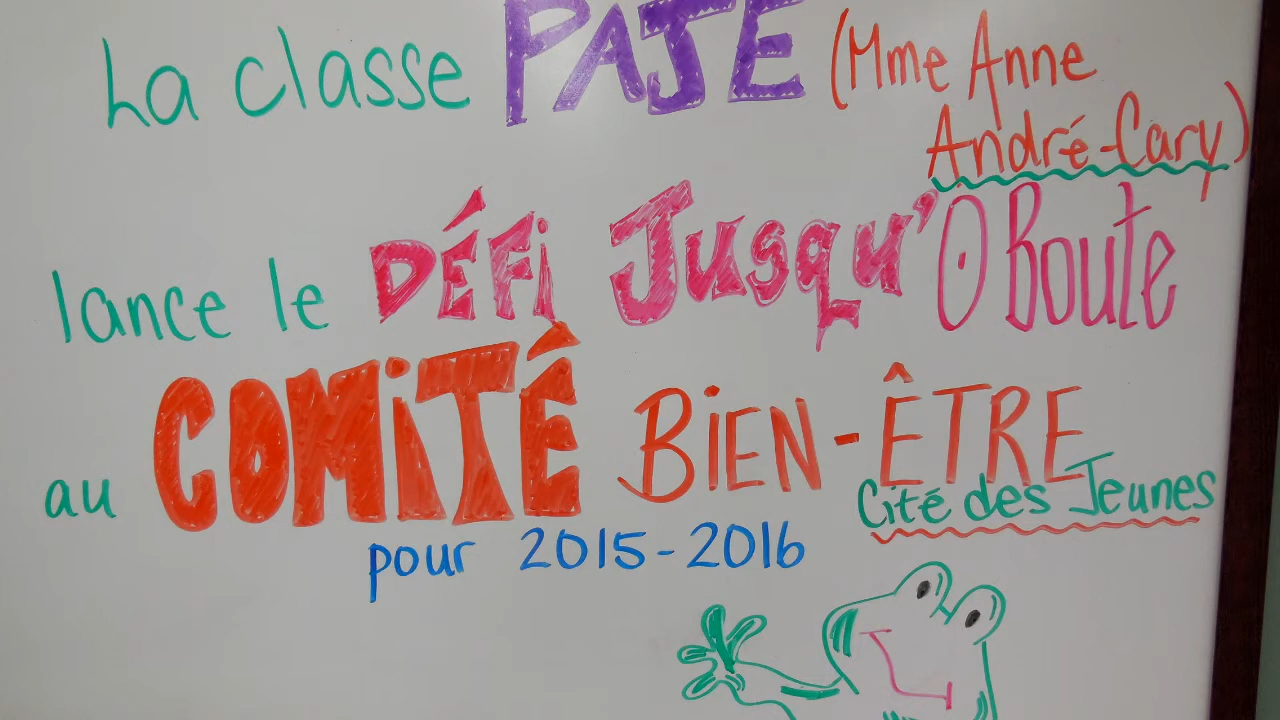 La classe PAJE (Mme Anne
André-Cary)
lance le DÉFi Jusqu'O Boute
au COMiTÉ BiEN-ÊTRE
Cité des Jeunes
pour 2015-2016